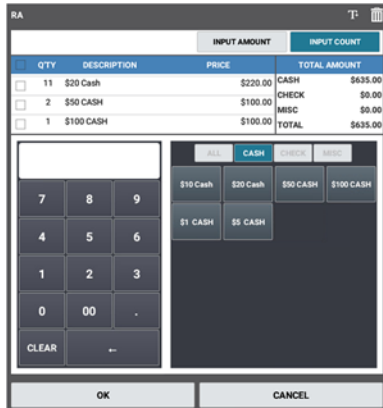 RA T
INPUT AMOUNT INPUT COUNT
Q'TY DESCRIPTION PRICE TOTAL AMOUNT
11 $20 Cash $220.00 CASH $635.00
CHECK $0.00
2 $50 CASH $100.00 MISC $0.00
1 $100 CASH $100.00 TOTAL $635.00
ALL CASH CHECK MISC
$10 Cash $20 Cash $50 CASH $100 CASH
7 8 9
$1 CASH $5 CASH
4 5 6
1 2 3
0 00 .
CLEAR ←
OK CANCEL